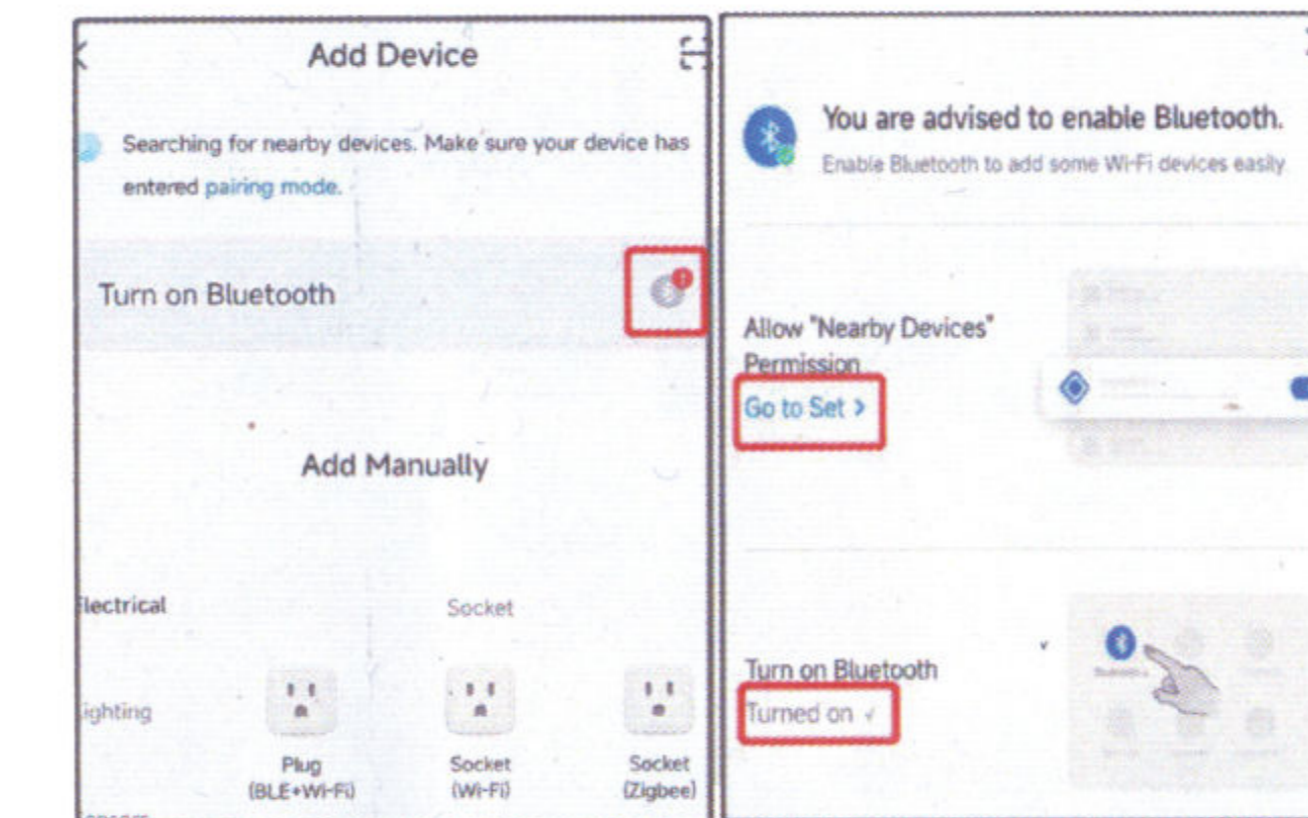 Add Device
Searching for nearby devices. Make sure your device has
entered pairing mode.
Turn on Bluetooth
Add Manually
Electrical
Socket
Lighting
Plug
(BLE+Wi-Fi)
Socket
(Wi-Fi)
Socket
(Zigbee)
You are advised to enable Bluetooth.
Enable Bluetooth to add some Wi-Fi devices easily
Allow "Nearby Devices"
Permission
Go to Set >
Turn on Bluetooth
Turned on ✓